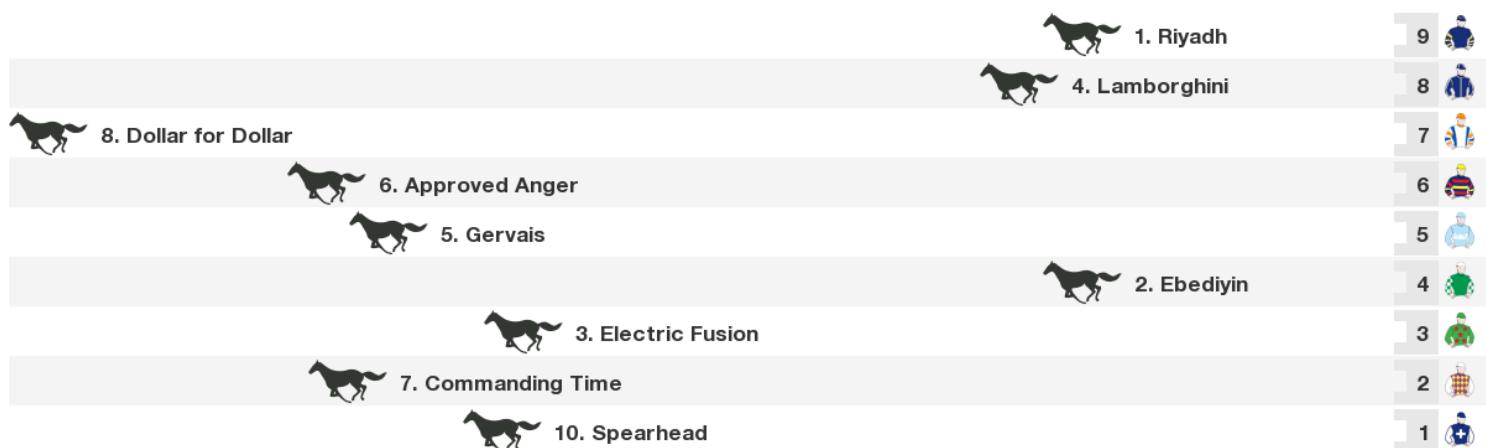 1. Riyadh 9
4. Lamborghini 8
8. Dollar for Dollar 7
6. Approved Anger 6
5. Gervais 5
2. Ebediyin 4
3. Electric Fusion 3
7. Commanding Time 2
10. Spearhead 1